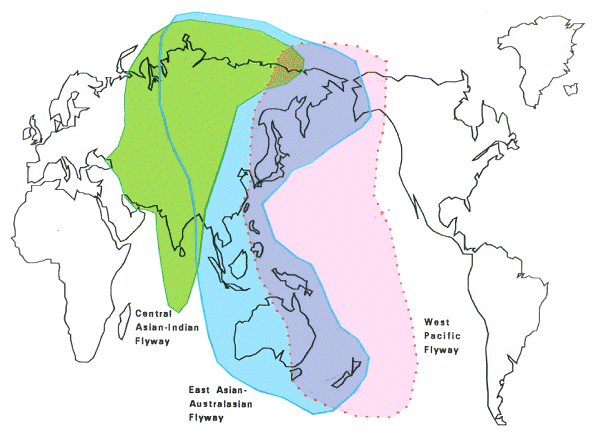 Central
Asian-Indian
Flyway
West
Pacific
Flyway
East Asian-
Australasian
Flyway